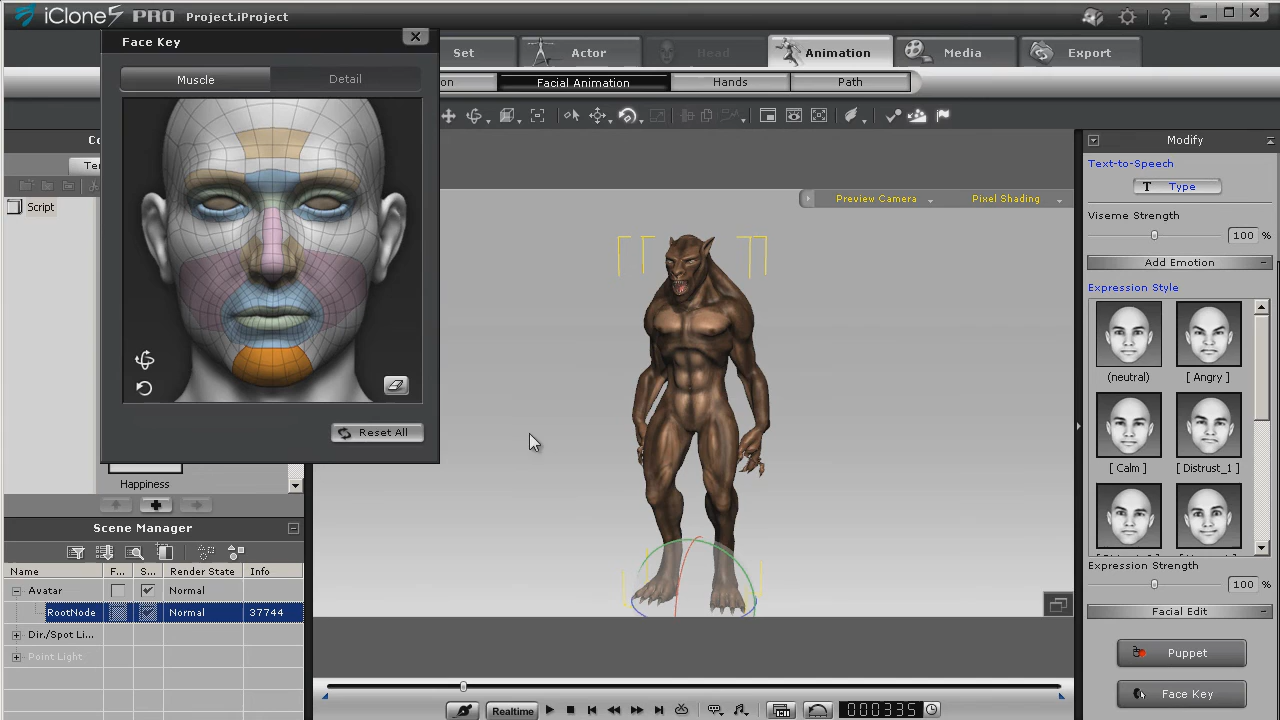 iClone5 PRO Project.iProject
Face Key
Muscle Detail
Reset All
Set Actor Head Animation Media Export
on Facial Animation Hands Path
Co
Te
Script
Happiness
Preview Camera Pixel Shading
Scene Manager
Name F... S... Render State Info
Avatar Normal
RootNode Normal 37744
Dir./Spot Li...
Point Light
Realtime 000335
Modify
Text-to-Speech
T Type
Viseme Strength
100 %
Add Emotion
Expression Style
(neutral) [ Angry ]
[ Calm ] [ Distrust_1 ]
Expression Strength
100 %
Facial Edit
Puppet
Face Key